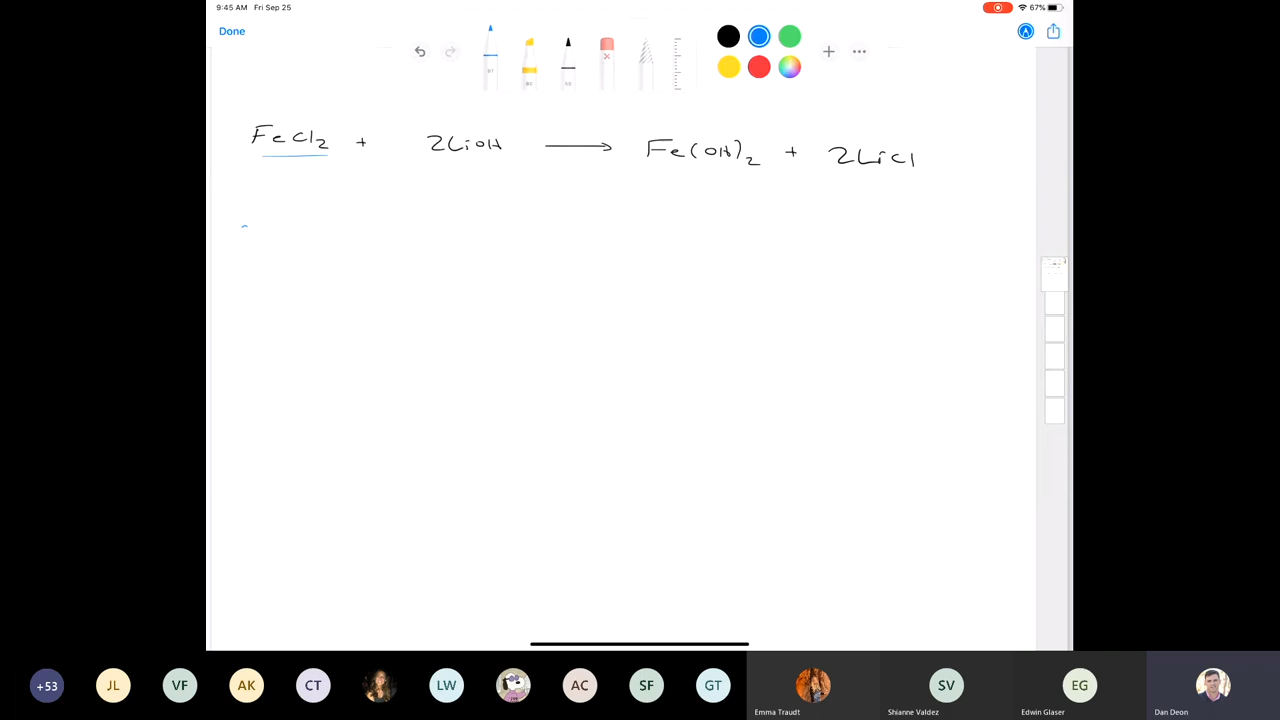 9:45 AM Fri Sep 25
67%
Done
FeCl₂ + 2LiOH → Fe(OH)₂ + 2LiCl
+53
JL
VF
AK
CT
LW
AC
SF
GT
SV
EG
Emma Traudt
Shianne Valdez
Edwin Glaser
Dan Deon